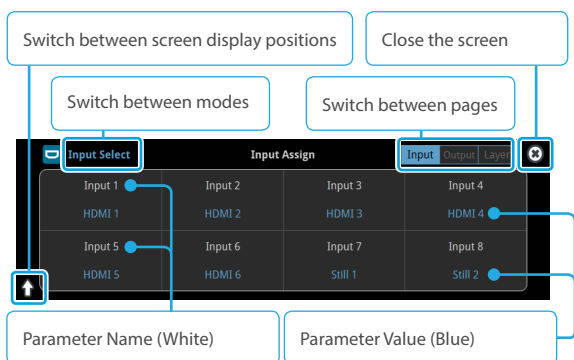 Switch between screen display positions
Close the screen
Switch between modes
Switch between pages
Input Select
Input Assign
Input Output Layer
Input 1 Input 2 Input 3 Input 4
HDMI 1 HDMI 2 HDMI 3 HDMI 4
Input 5 Input 6 Input 7 Input 8
HDMI 5 HDMI 6 Still 1 Still 2
Parameter Name (White)
Parameter Value (Blue)